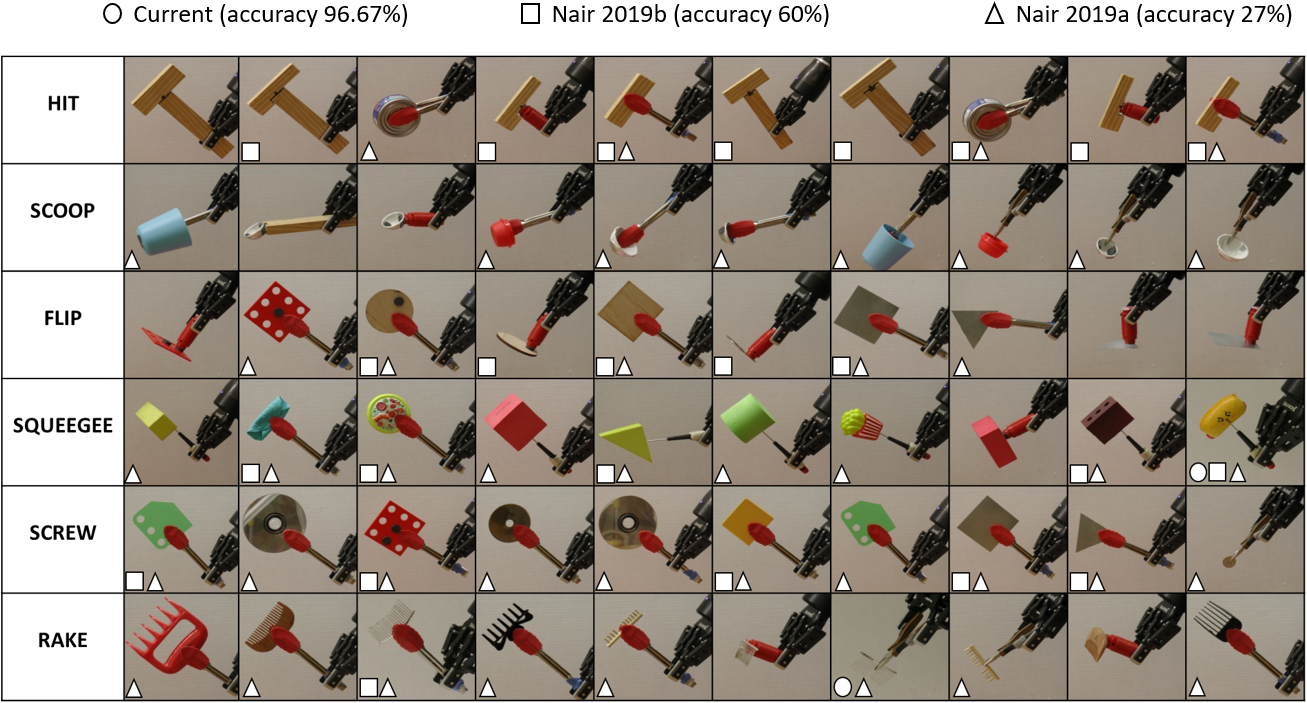 Current (accuracy 96.67%) Nair 2019b (accuracy 60%) Nair 2019a (accuracy 27%)
HIT
SCOOP
FLIP
SQUEEGEE
SCREW
RAKE